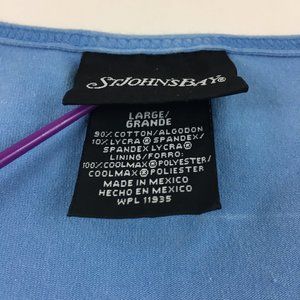 ST.JOHN'S BAY®
LARGE/
GRANDE
90% COTTON/ALGODON
10% LYCRA® SPANDEX/
SPANDEX LYCRA®
LINING/FORRO:
100% COOLMAX® POLYESTER/
COOLMAX® POLIESTER
MADE IN MEXICO
HECHO EN MEXICO
WPL 11935